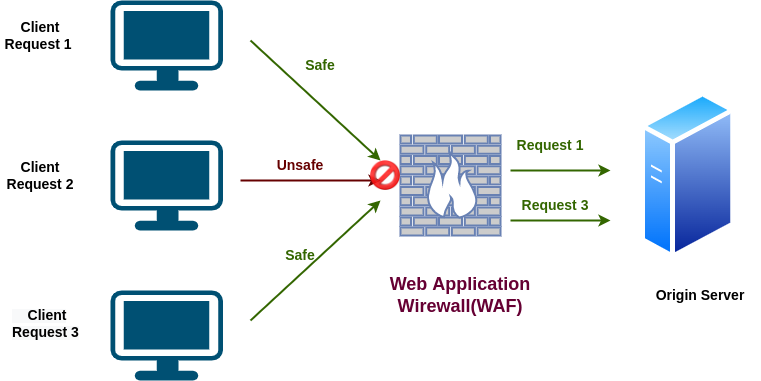 Client
Request 1
Safe
Request 1
Unsafe
Client
Request 2
Request 3
Safe
Web Application
Wirewall(WAF)
Origin Server
Client
Request 3